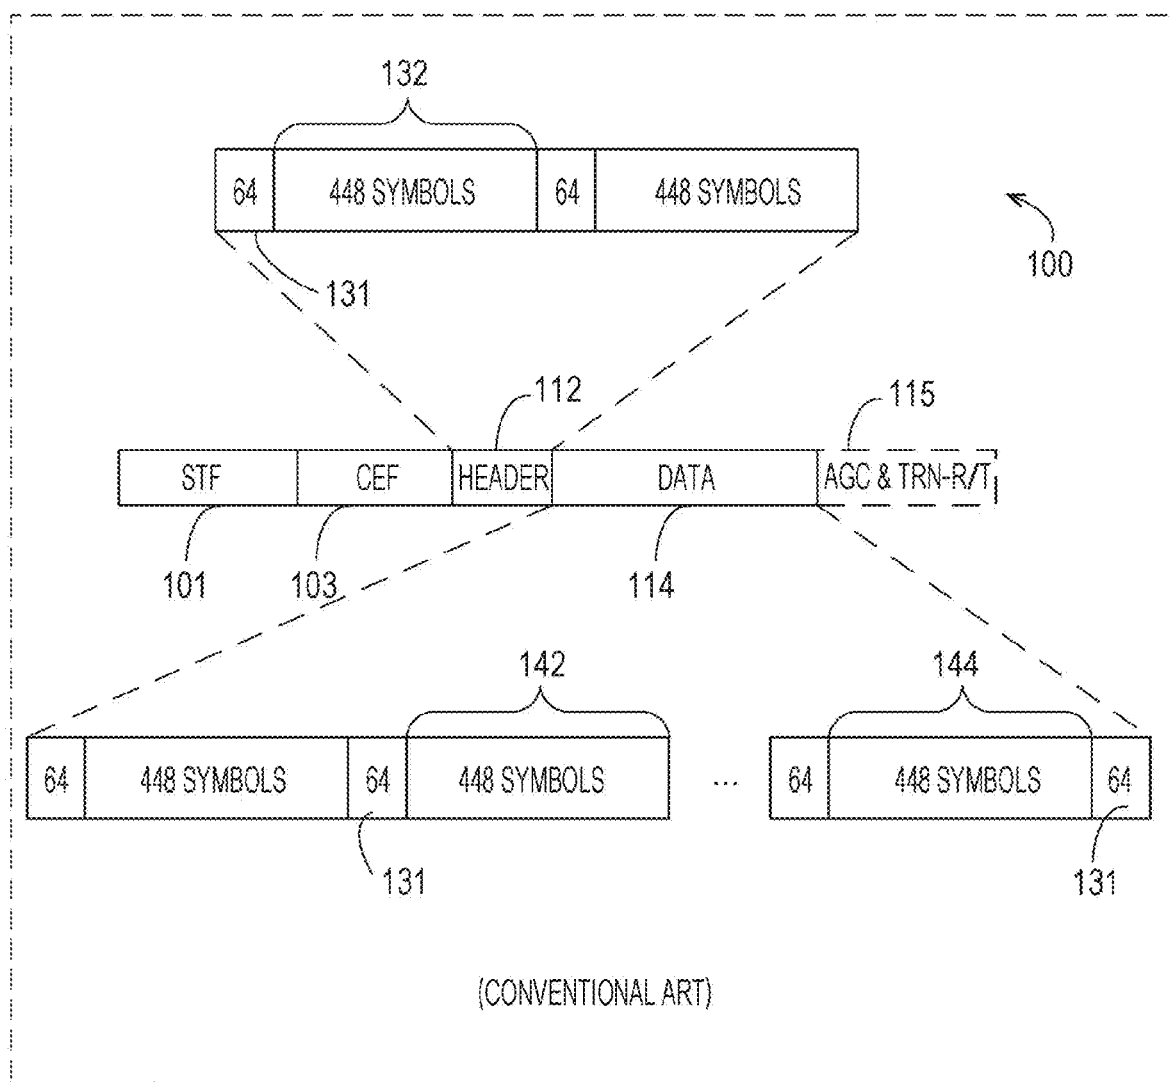 132
64 448 SYMBOLS 64 448 SYMBOLS
100
131
112 115
STF CEF HEADER DATA AGC & TRN-R/T
101 103 114
142 144
64 448 SYMBOLS 64 448 SYMBOLS ... 64 448 SYMBOLS 64
131 131
(CONVENTIONAL ART)